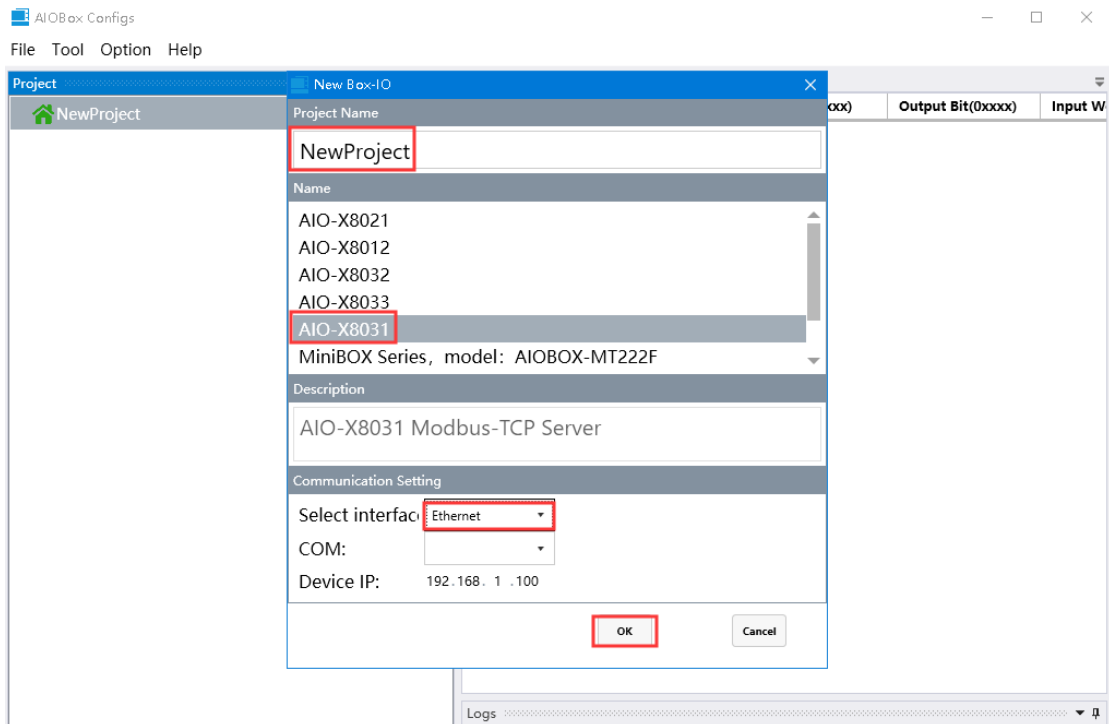 AIOBox Configs
File Tool Option Help
Project
New Box-IO
NewProject
Project Name
xxx) Output Bit(0xxxx) Input W
NewProject
Name
AIO-X8021
AIO-X8012
AIO-X8032
AIO-X8033
AIO-X8031
MiniBOX Series, model: AIOBOX-MT222F
Description
AIO-X8031 Modbus-TCP Server
Communication Setting
Select interfac Ethernet
COM:
Device IP: 192.168. 1 .100
OK Cancel
Logs